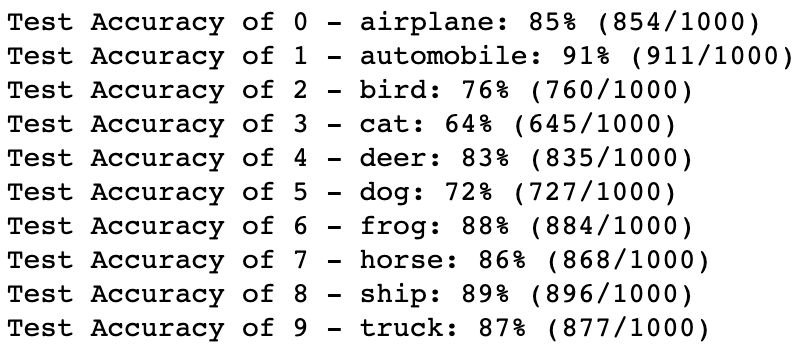 Test Accuracy of 0 - airplane: 85% (854/1000)
Test Accuracy of 1 - automobile: 91% (911/1000)
Test Accuracy of 2 - bird: 76% (760/1000)
Test Accuracy of 3 - cat: 64% (645/1000)
Test Accuracy of 4 - deer: 83% (835/1000)
Test Accuracy of 5 - dog: 72% (727/1000)
Test Accuracy of 6 - frog: 88% (884/1000)
Test Accuracy of 7 - horse: 86% (868/1000)
Test Accuracy of 8 - ship: 89% (896/1000)
Test Accuracy of 9 - truck: 87% (877/1000)